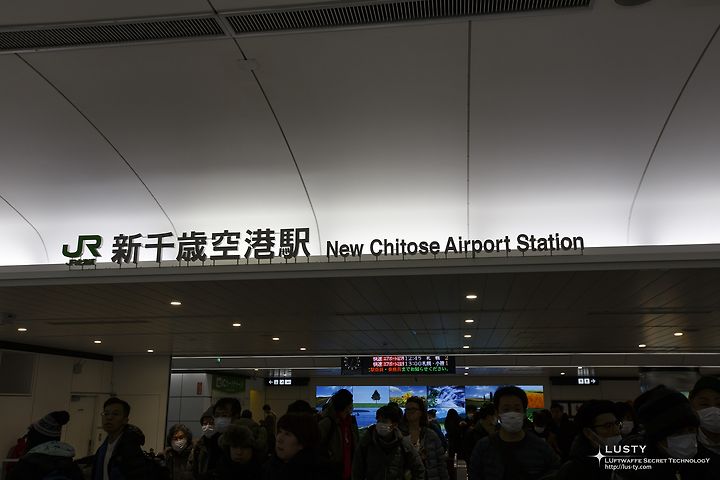 JR 新千歳空港駅 New Chitose Airport Station
LUSTY
LUFTWAFFE SECRET TECHNOLOGY
http://lus-ty.com